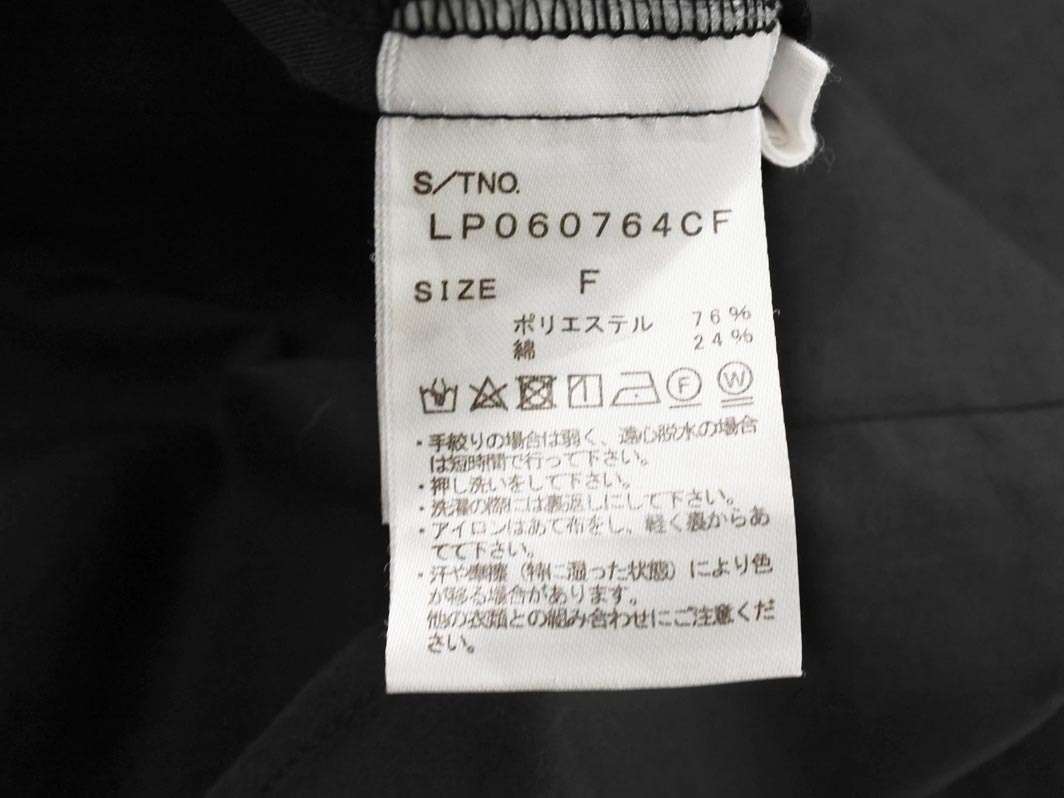 S/TNO.
LP060764CF
SIZE F
ポリエステル 76%
綿 24%
F W
・手絞りの場合は弱く、遠心脱水の場合
は短時間で行って下さい。
・押し洗いをして下さい。
・洗濯の際には裏返しにして下さい。
・アイロンはあて布をし、軽く裏からあ
てて下さい。
・汗や摩擦（特に湿った状態）により色
が移る場合があります。
他の衣類との組み合わせにご注意くだ
さい。